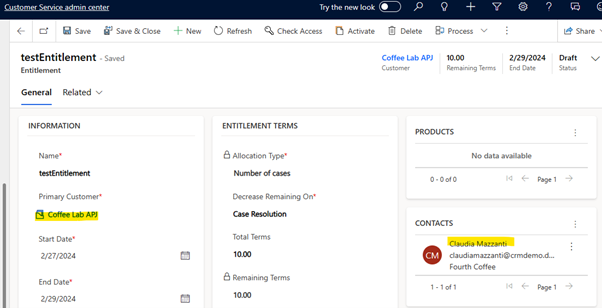 Customer Service admin center
Try the new look
Save
Save & Close
New
Refresh
Check Access
Activate
Delete
Process
Share
testEntitlement - Saved
Entitlement
Coffee Lab APJ
Customer
10.00
Remaining Terms
2/29/2024
End Date
Draft
Status
General
Related
INFORMATION
Name*
testEntitlement
Primary Customer*
Coffee Lab APJ
Start Date*
2/27/2024
End Date*
2/29/2024
ENTITLEMENT TERMS
Allocation Type*
Number of cases
Decrease Remaining On*
Case Resolution
Total Terms
10.00
Remaining Terms
10.00
PRODUCTS
No data available
0 - 0 of 0
Page 1
CONTACTS
CM
Claudia Mazzanti
claudiamazzanti@crmdemo.d...
Fourth Coffee
1 - 1 of 1
Page 1